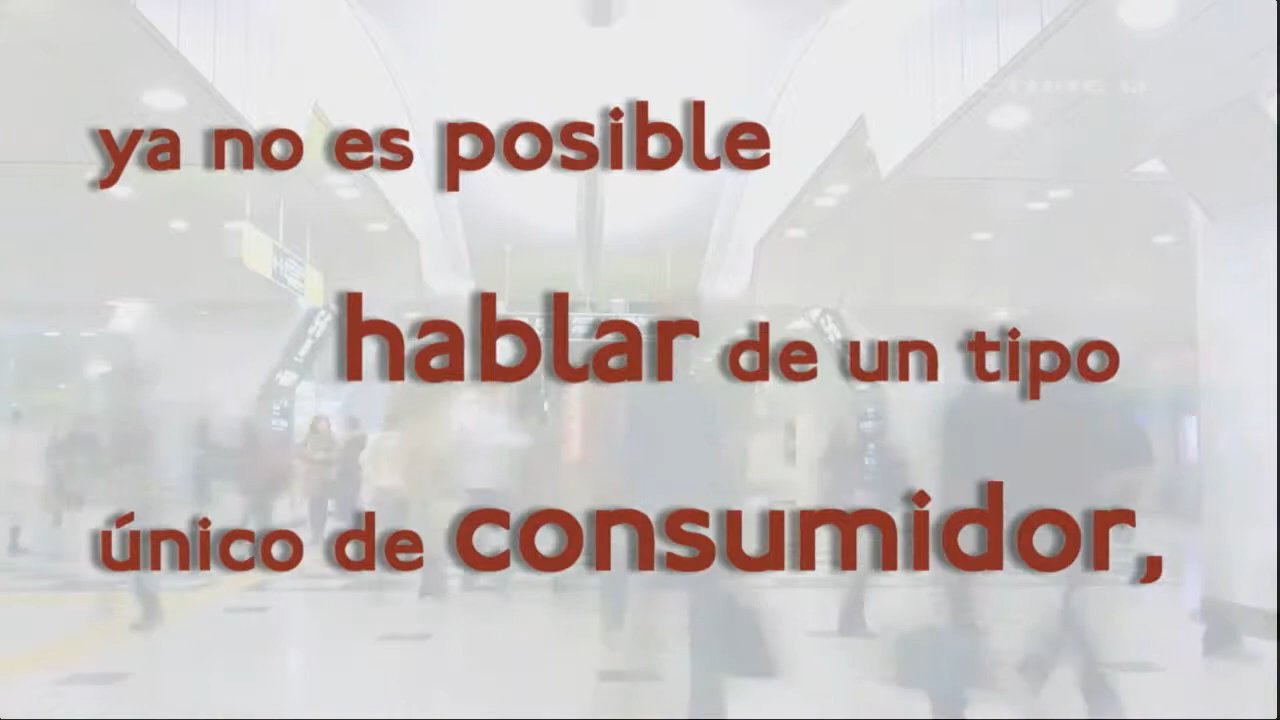 ya no es posible
hablar de un tipo
único de consumidor,